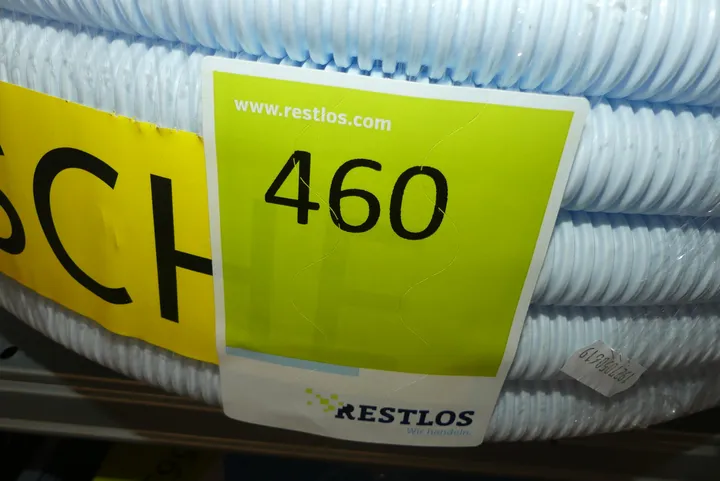 www.restlos.com
460
SCH
RESTLOS
Wir handeln.